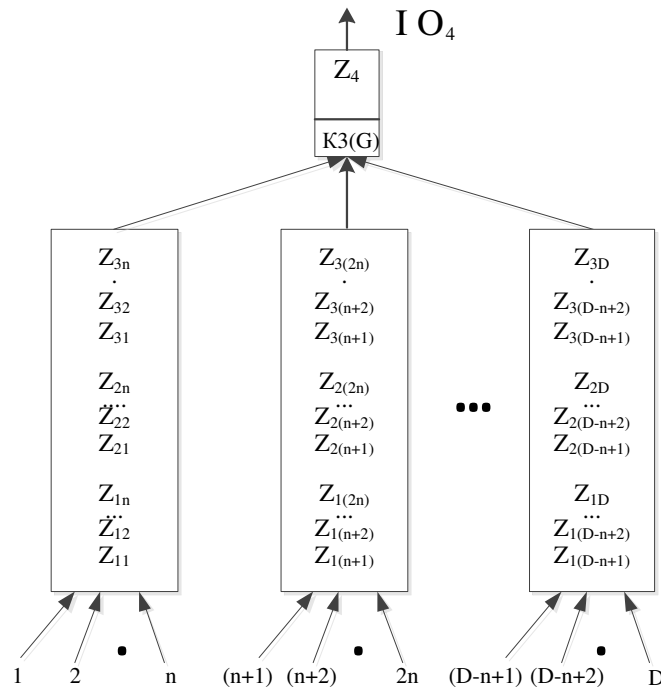 I O₄
Z₄
К3(G)
Z₃ₙ Z₃₍₂ₙ₎ Z₃D
. . .
Z₃₂ Z₃₍ₙ₊₂₎ Z₃(D-n+2)
Z₃₁ Z₃₍ₙ₊₁₎ Z₃(D-n+1)
Z₂ₙ Z₂₍₂ₙ₎ Z₂D
.... ... ...
Z₂₂ Z₂₍ₙ₊₂₎ Z₂(D-n+2)
Z₂₁ Z₂₍ₙ₊₁₎ Z₂(D-n+1)
Z₁ₙ Z₁₍₂ₙ₎ Z₁D
... ... ...
Z₁₂ Z₁₍ₙ₊₂₎ Z₁(D-n+2)
Z₁₁ Z₁₍ₙ₊₁₎ Z₁(D-n+1)
1 2 n (n+1) (n+2) 2n (D-n+1) (D-n+2) D